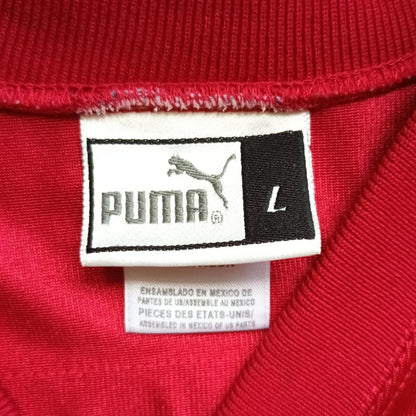 PUMA® L
ENSAMBLADO EN MEXICO DE
PARTES DE US/ASSEMBLE AU MEXICO
PIECES DES ETATS-UNIS/
ASSEMBLED IN MEXICO OF US PARTS